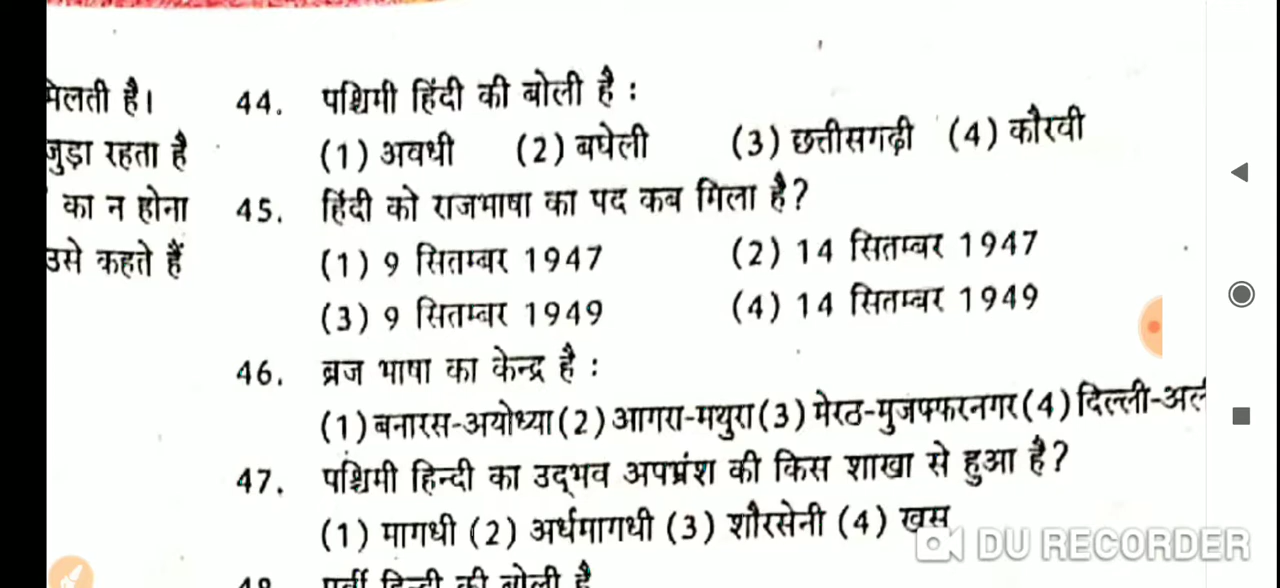 मिलती है।
जुड़ा रहता है
का न होना
उसे कहते हैं
44. पश्चिमी हिंदी की बोली है :
(1) अवधी (2) बघेली (3) छत्तीसगढ़ी (4) कौरवी
45. हिंदी को राजभाषा का पद कब मिला है?
(1) 9 सितम्बर 1947 (2) 14 सितम्बर 1947
(3) 9 सितम्बर 1949 (4) 14 सितम्बर 1949
46. ब्रज भाषा का केन्द्र है :
(1) बनारस-अयोध्या (2) आगरा-मथुरा (3) मेरठ-मुजफ्फरनगर (4) दिल्ली-
47. पश्चिमी हिन्दी का उद्भव अपभ्रंश की किस शाखा से हुआ है?
(1) मागधी (2) अर्धमागधी (3) शौरसेनी (4) खस
DU RECORDER
48. पूर्वी हिन्दी की बोली है